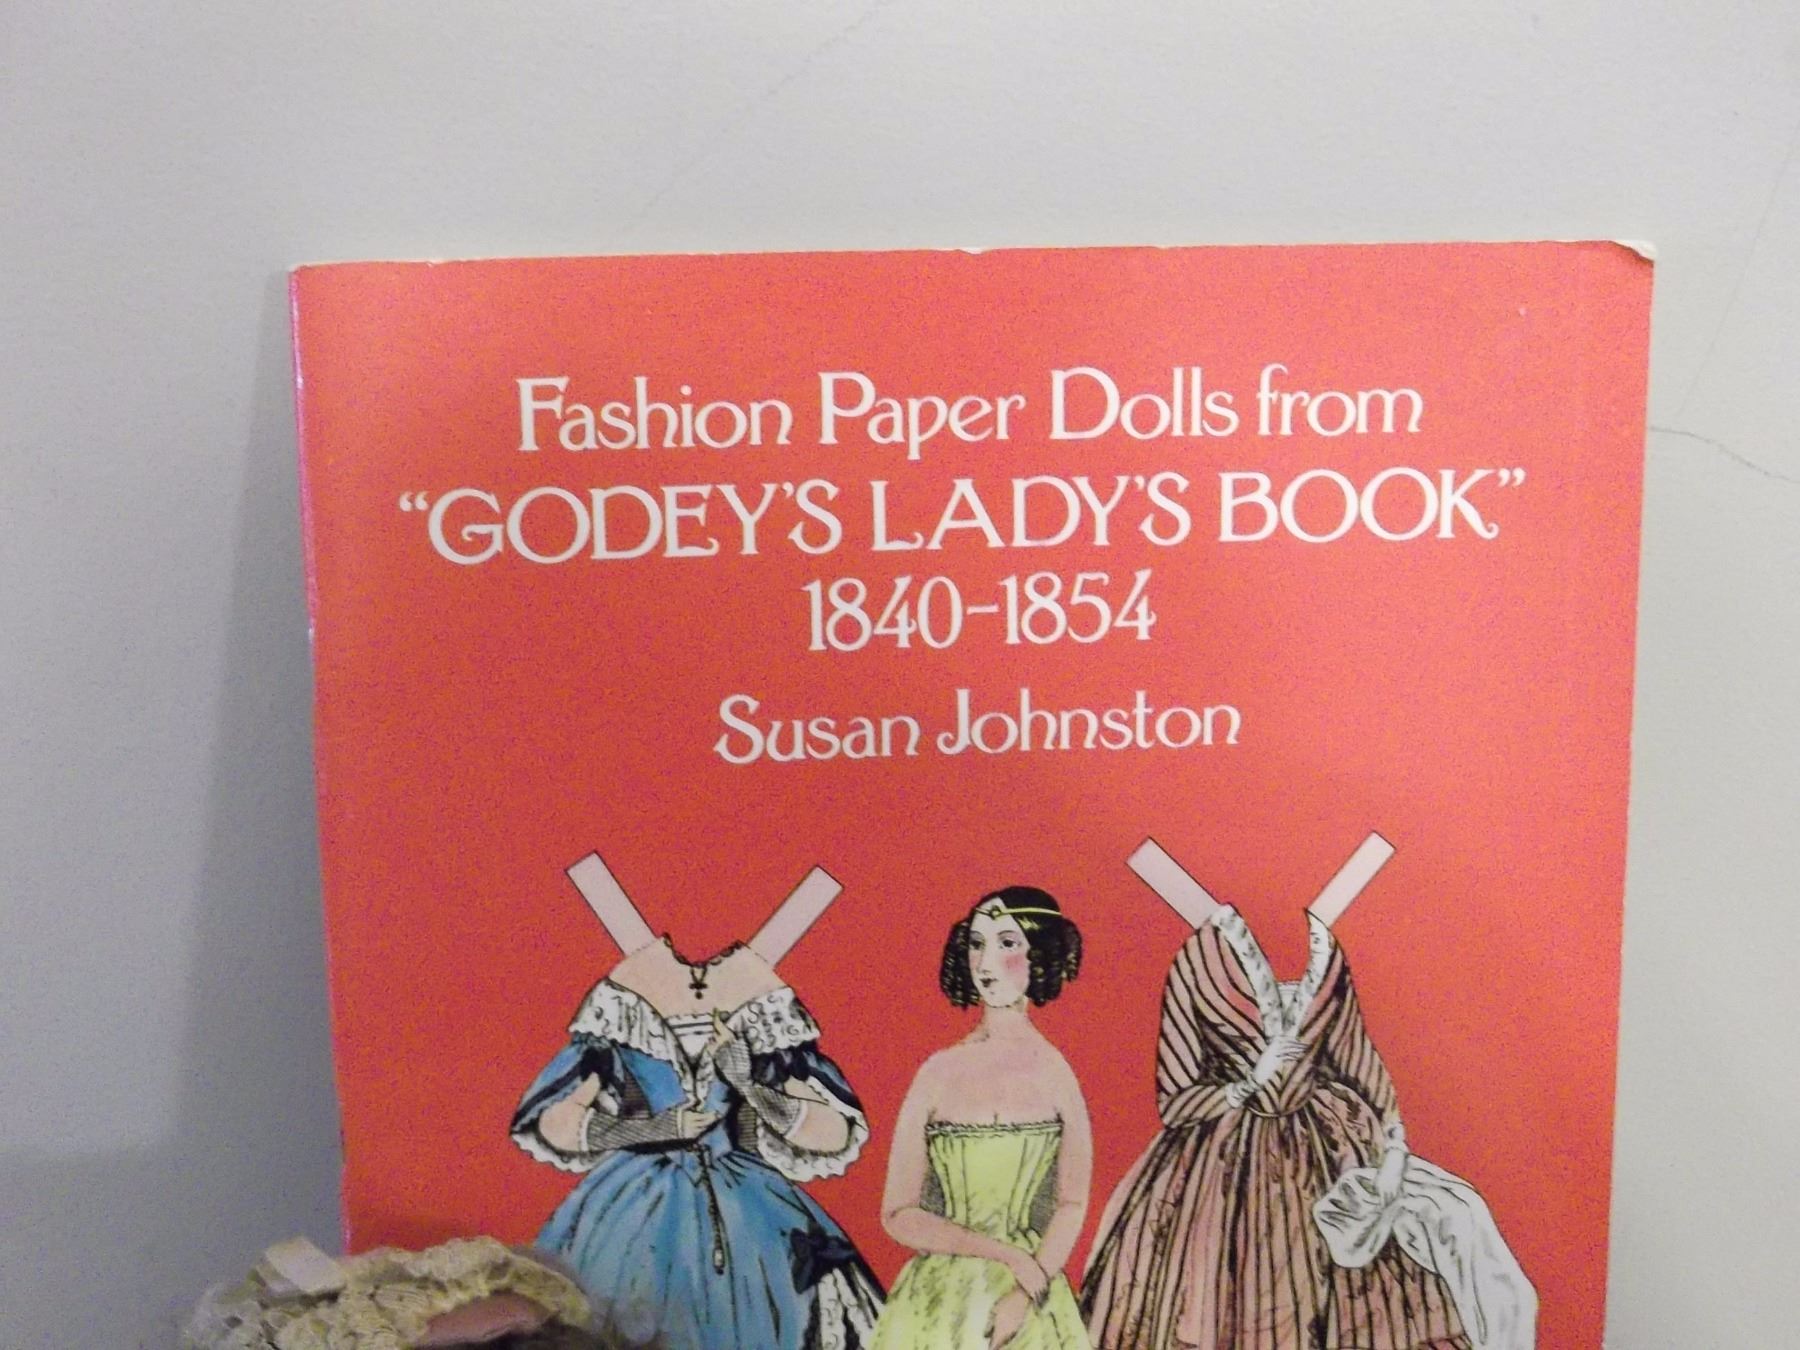 Fashion Paper Dolls from
“GODEY’S LADY’S BOOK”
1840–1854
Susan Johnston